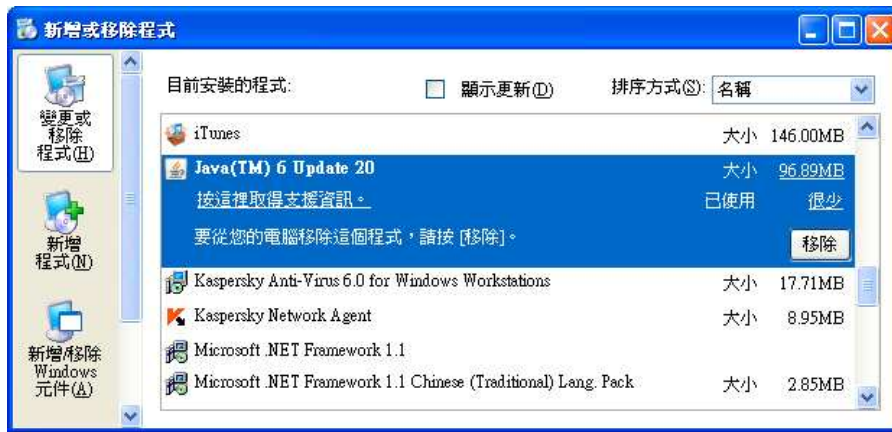 新增或移除程式
變更或
移除
程式(H)
新增
程式(N)
新增/移除
Windows
元件(A)
目前安裝的程式: 顯示更新(D) 排序方式(S): 名稱
iTunes 大小 146.00MB
Java(TM) 6 Update 20 大小 96.89MB
按這裡取得支援資訊。 已使用 很少
要從您的電腦移除這個程式，請按 [移除]。 移除
Kaspersky Anti-Virus 6.0 for Windows Workstations 大小 17.71MB
Kaspersky Network Agent 大小 8.95MB
Microsoft .NET Framework 1.1
Microsoft .NET Framework 1.1 Chinese (Traditional) Lang. Pack 大小 2.85MB